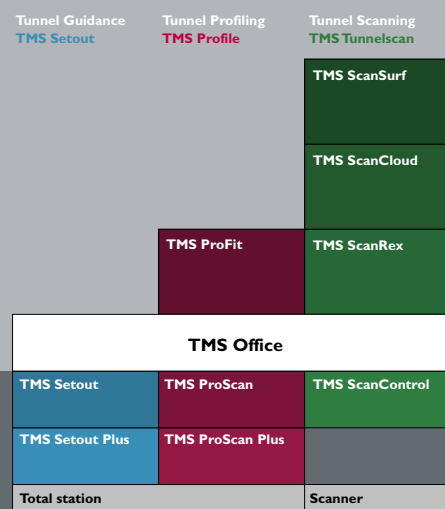 Tunnel Guidance
TMS Setout
Tunnel Profiling
TMS Profile
Tunnel Scanning
TMS Tunnelscan
TMS ScanSurf
TMS ScanCloud
TMS ProFit
TMS ScanRex
TMS Office
TMS Setout
TMS ProScan
TMS ScanControl
TMS Setout Plus
TMS ProScan Plus
Total station
Scanner